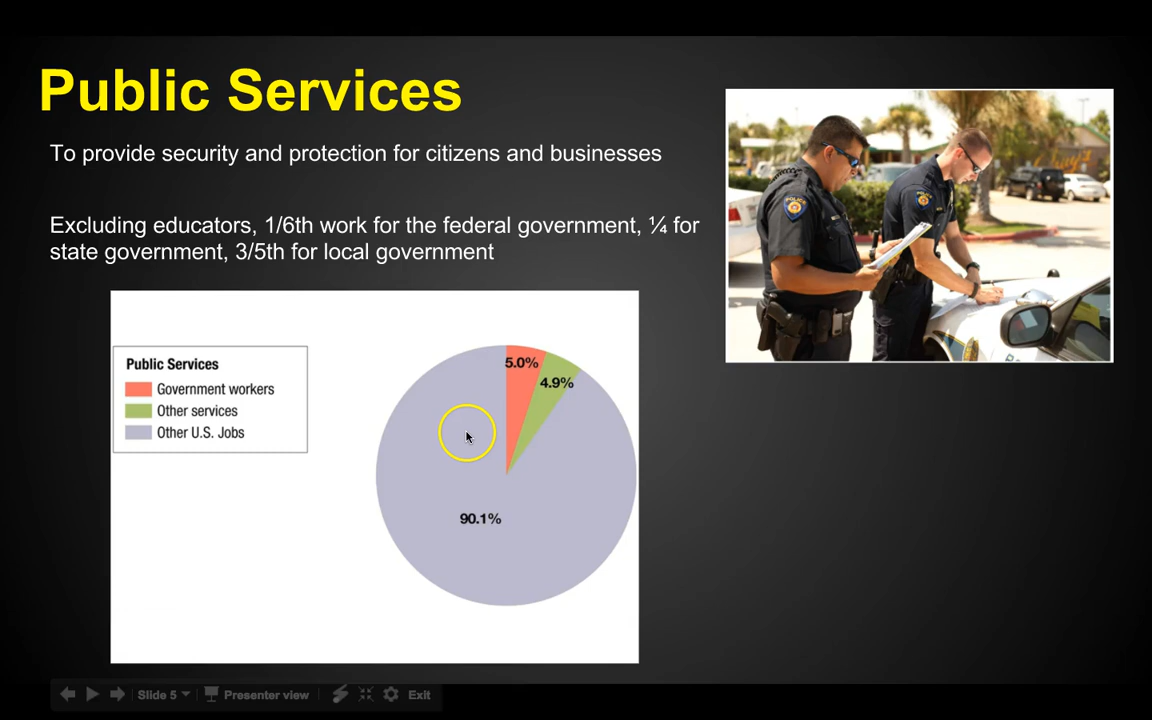 Public Services
To provide security and protection for citizens and businesses
Excluding educators, 1/6th work for the federal government, ¼ for
state government, 3/5th for local government
Public Services
Government workers
Other services
Other U.S. Jobs
5.0%
4.9%
90.1%
POLICE
POLICE
Slide 5
Presenter view
Exit